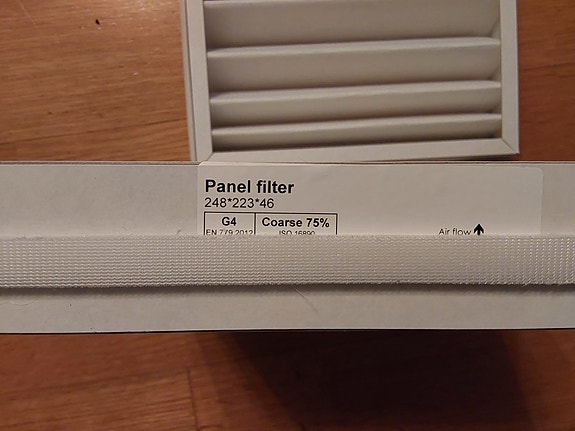 Panel filter
248*223*46
G4 Coarse 75%
EN 779 2012 ISO 16890
Air flow